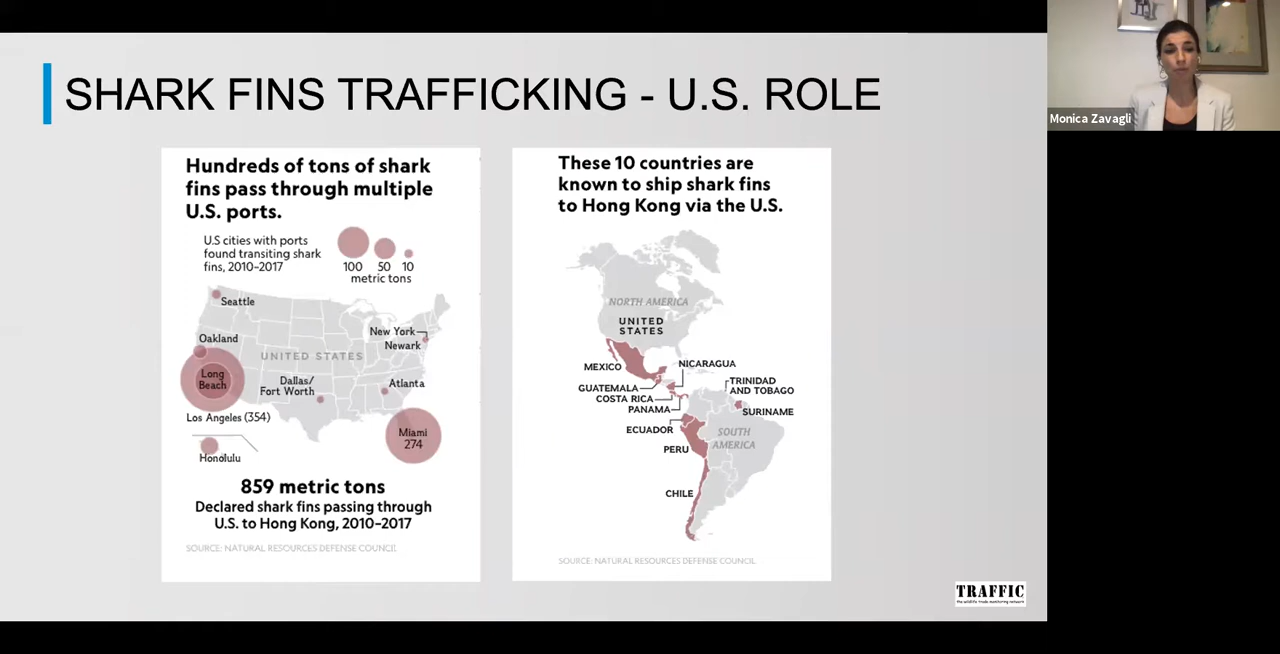 SHARK FINS TRAFFICKING - U.S. ROLE
Monica Zavagli
Hundreds of tons of shark
fins pass through multiple
U.S. ports.
U.S cities with ports
found transiting shark
fins, 2010–2017
100 50 10
metric tons
Seattle
Oakland
New York
Newark
UNITED STATES
Long
Beach
Dallas/
Fort Worth
Atlanta
Los Angeles (354)
Miami
274
Honolulu
859 metric tons
Declared shark fins passing through
U.S. to Hong Kong, 2010–2017
SOURCE: NATURAL RESOURCES DEFENSE COUNCIL
These 10 countries are
known to ship shark fins
to Hong Kong via the U.S.
NORTH AMERICA
UNITED
STATES
MEXICO
NICARAGUA
GUATEMALA
COSTA RICA
PANAMA
TRINIDAD
AND TOBAGO
SURINAME
ECUADOR
SOUTH
AMERICA
PERU
CHILE
SOURCE: NATURAL RESOURCES DEFENSE COUNCIL
TRAFFIC
the wildlife trade monitoring network